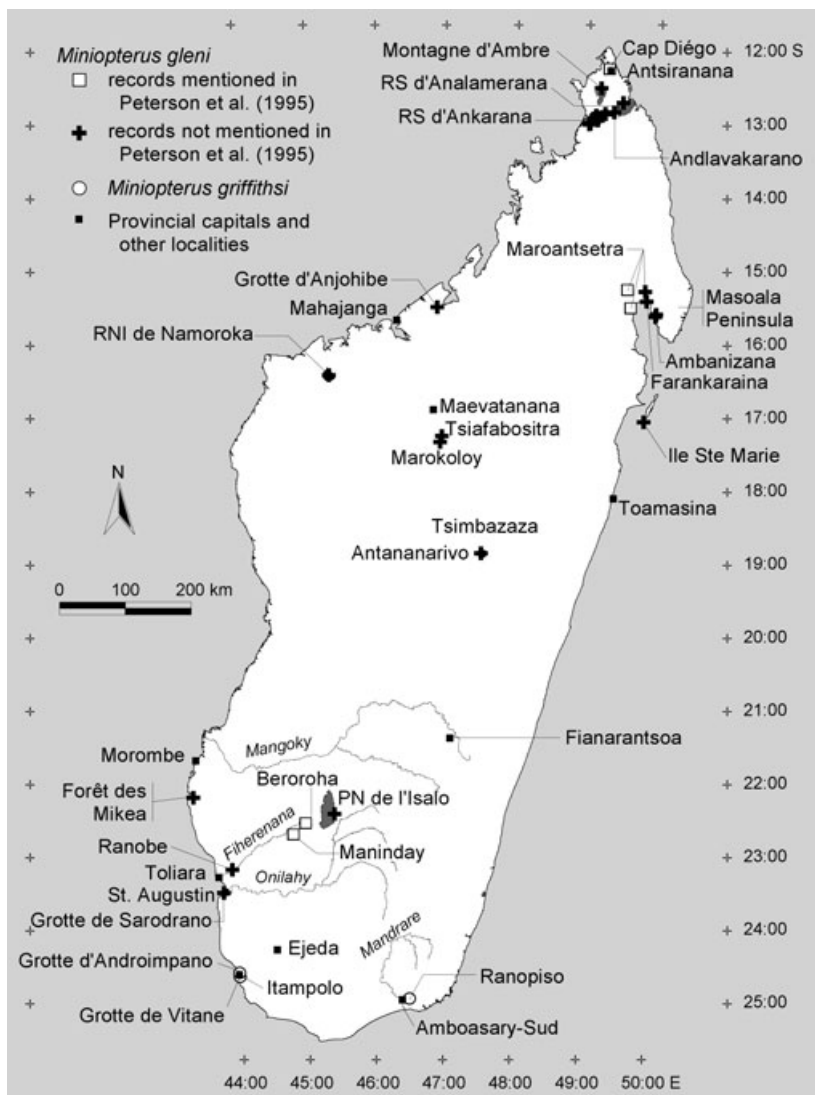 Miniopterus gleni
records mentioned in
Peterson et al. (1995)
records not mentioned in
Peterson et al. (1995)
Miniopterus griffithsi
Provincial capitals and
other localities
Montagne d'Ambre
RS d'Analamerana
RS d'Ankarana
Cap Diégo
Antsiranana
12:00 S
13:00
Andlavakarano
14:00
Maroantsetra
15:00
Grotte d'Anjohibe
Mahajanga
Masoala
Peninsula
RNI de Namoroka
16:00
Ambanizana
Farankaraina
Maevatanana
17:00
Tsiafabositra
Marokoloy
Ile Ste Marie
N
18:00
Toamasina
Tsimbazaza
Antananarivo
19:00
0 100 200 km
20:00
21:00
Fianarantsoa
Morombe
Mangoky
22:00
Beroroha
Forêt des
Mikea
PN de l'Isalo
Fiherenana
Ranobe
Maninday
23:00
Toliara
Onilahy
St. Augustin
Grotte de Sarodrano
24:00
Mandrare
Ejeda
Grotte d'Androimpano
Itampolo
Ranopiso
25:00
Grotte de Vitane
Amboasary-Sud
44:00 45:00 46:00 47:00 48:00 49:00 50:00 E